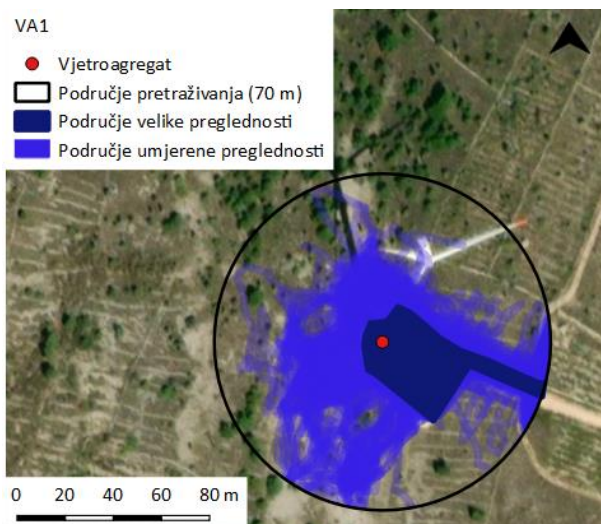 VA1
Vjetroagregat
Područje pretraživanja (70 m)
Područje velike preglednosti
Područje umjerene preglednosti
0 20 40 60 80 m